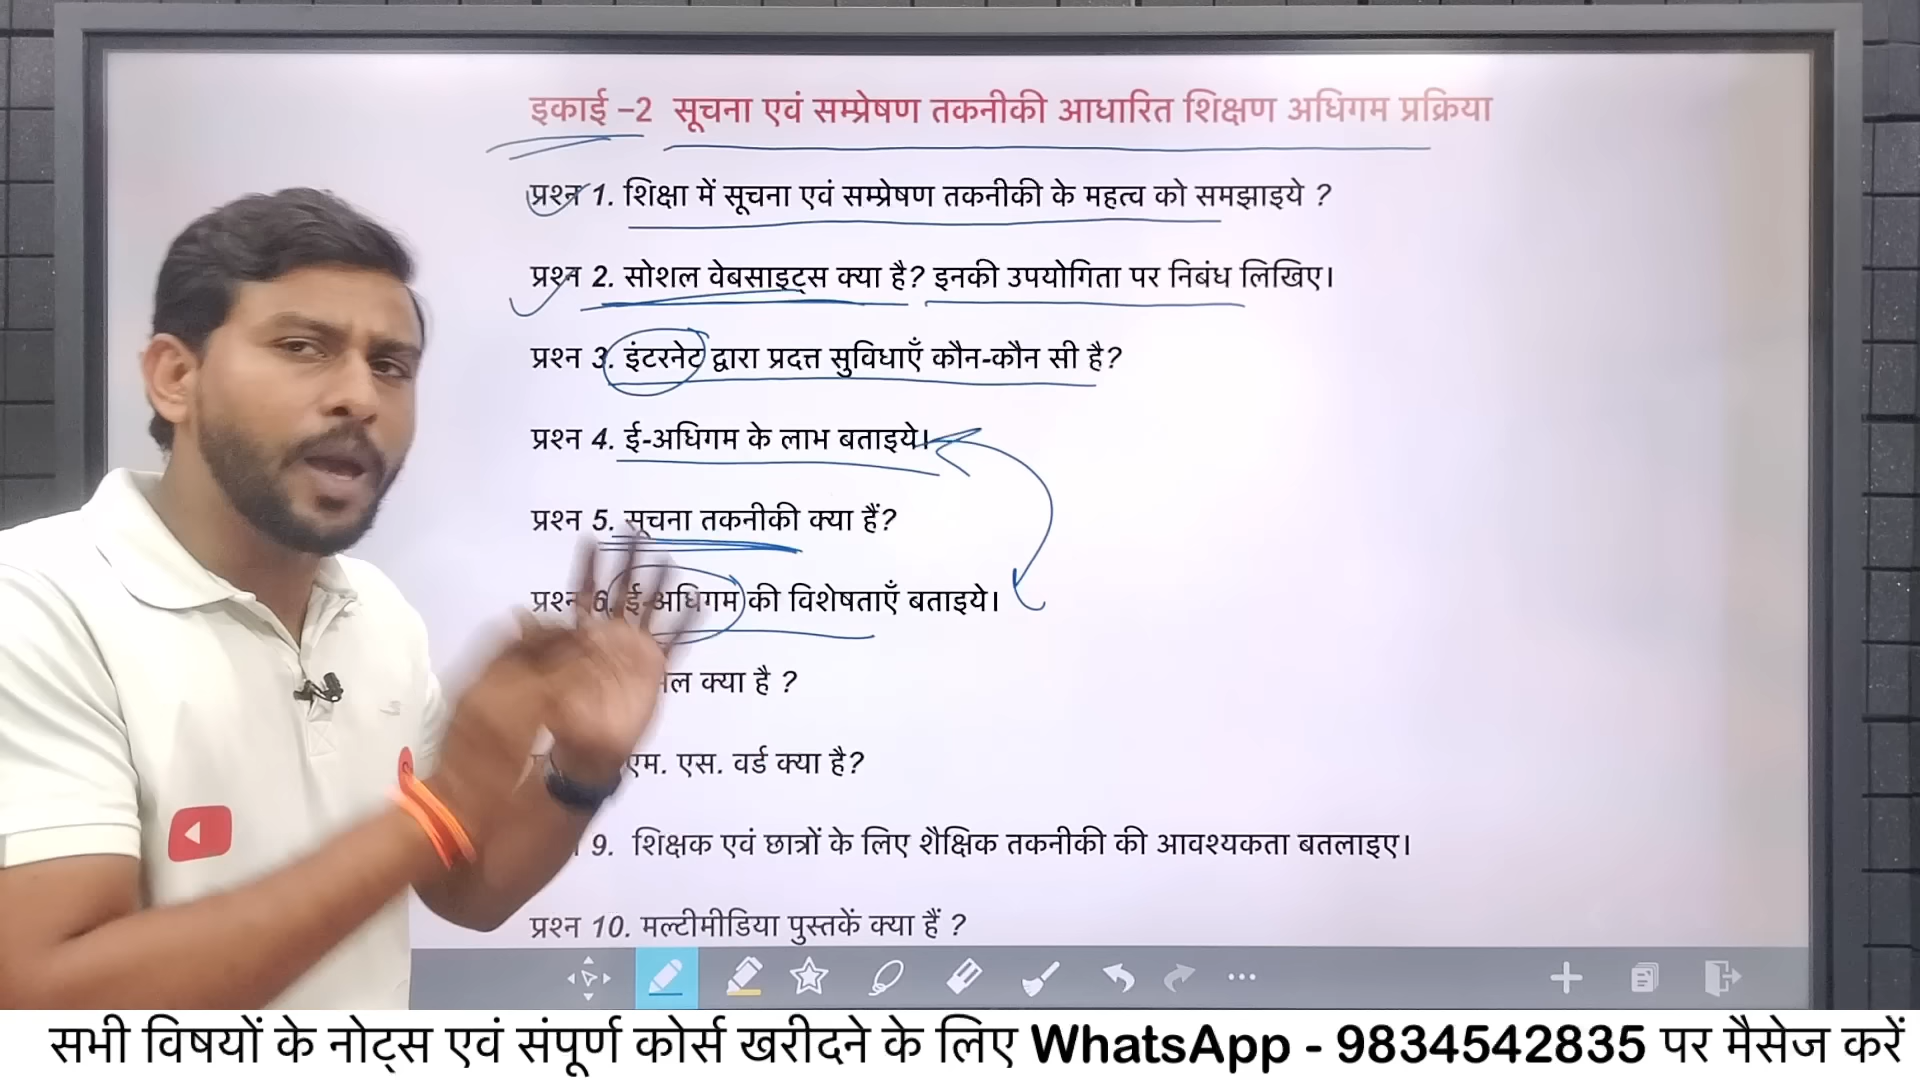 इकाई –2 सूचना एवं सम्प्रेषण तकनीकी आधारित शिक्षण अधिगम प्रक्रिया
प्रश्न 1. शिक्षा में सूचना एवं सम्प्रेषण तकनीकी के महत्व को समझाइये ?
प्रश्न 2. सोशल वेबसाइट्स क्या है? इनकी उपयोगिता पर निबंध लिखिए।
प्रश्न 3. इंटरनेट द्वारा प्रदत्त सुविधाएँ कौन-कौन सी है?
प्रश्न 4. ई-अधिगम के लाभ बताइये।
प्रश्न 5. सूचना तकनीकी क्या हैं?
प्रश्न 6. ई-अधिगम की विशेषताएँ बताइये।
क्या है ?
एम. एस. वर्ड क्या है?
9. शिक्षक एवं छात्रों के लिए शैक्षिक तकनीकी की आवश्यकता बतलाइए।
प्रश्न 10. मल्टीमीडिया पुस्तकें क्या हैं ?
सभी विषयों के नोट्स एवं संपूर्ण कोर्स खरीदने के लिए WhatsApp - 9834542835 पर मैसेज करें